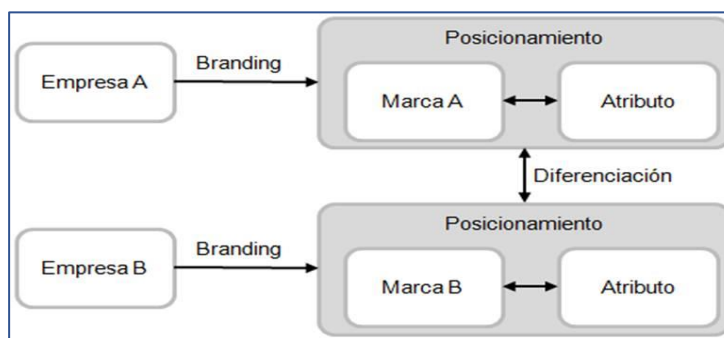 Posicionamiento
Empresa A
Branding
Marca A
Atributo
Diferenciación
Posicionamiento
Empresa B
Branding
Marca B
Atributo